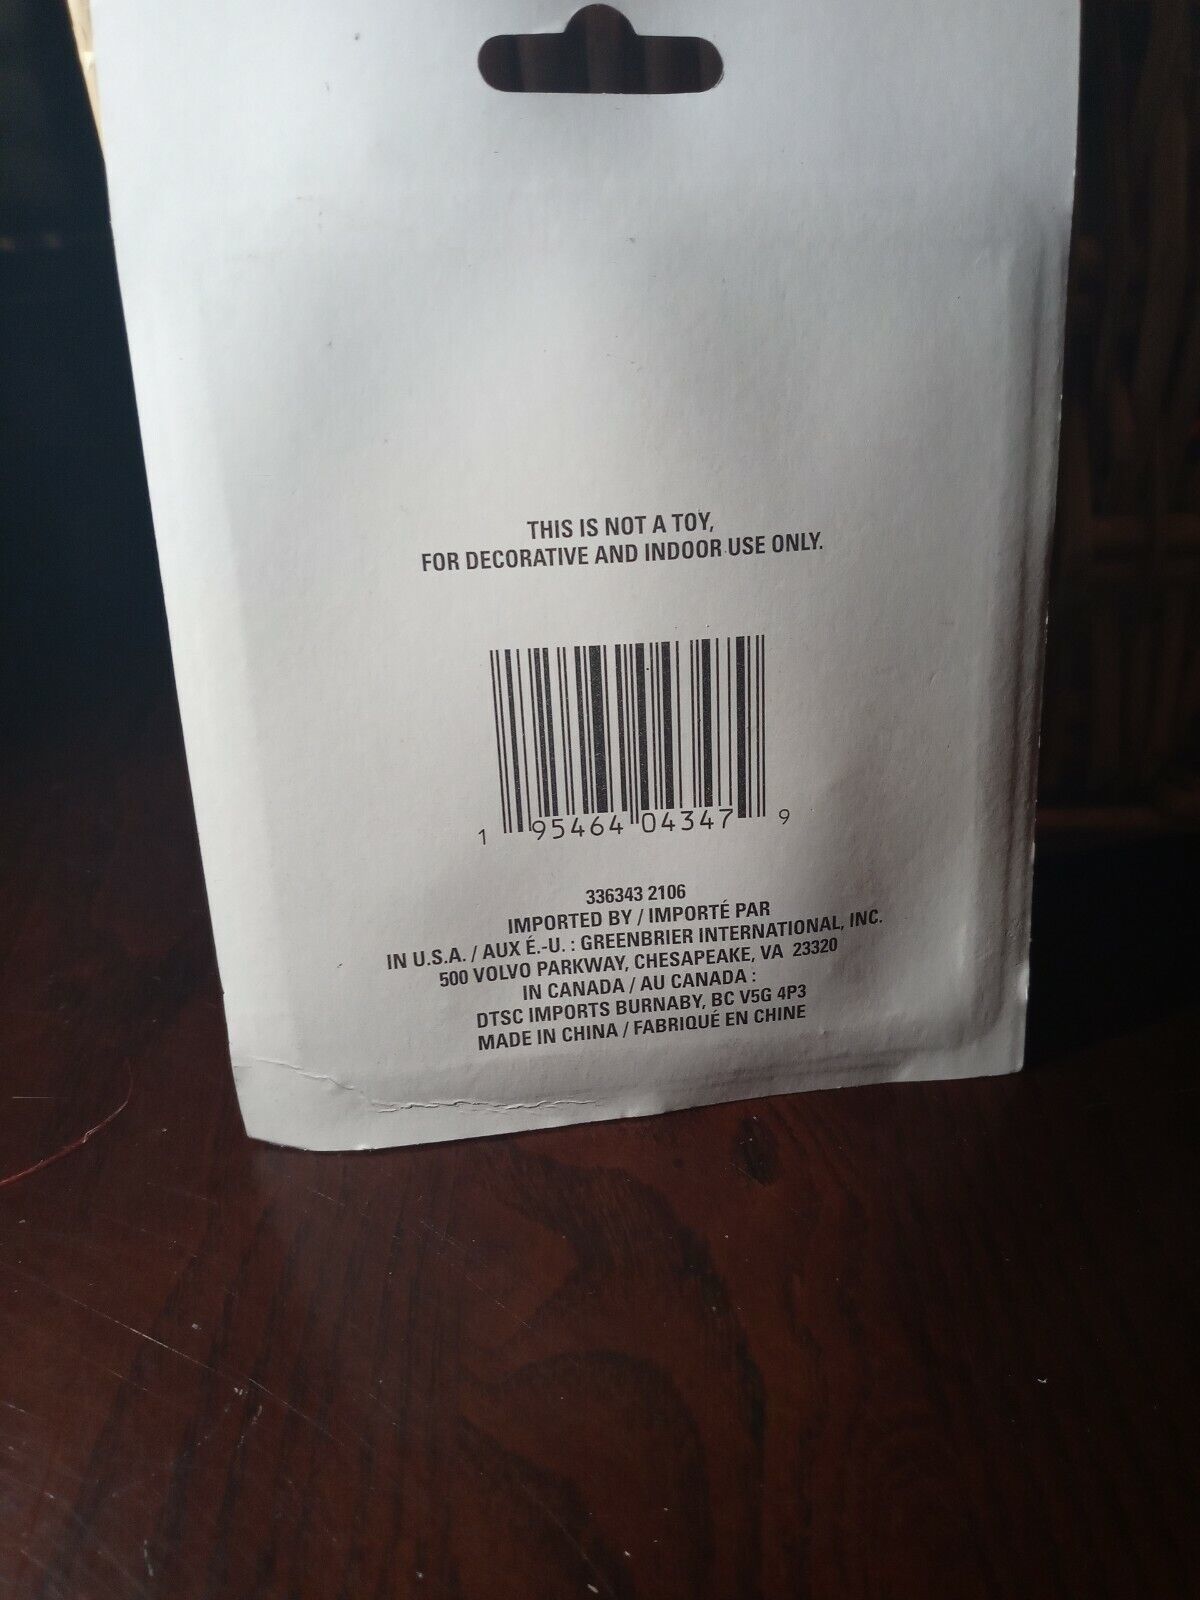 THIS IS NOT A TOY,
FOR DECORATIVE AND INDOOR USE ONLY.
1 95464 04347 9
336343 2106
IMPORTED BY / IMPORTÉ PAR
IN U.S.A. / AUX É.-U. : GREENBRIER INTERNATIONAL, INC.
500 VOLVO PARKWAY, CHESAPEAKE, VA 23320
IN CANADA / AU CANADA :
DTSC IMPORTS BURNABY, BC V5G 4P3
MADE IN CHINA / FABRIQUÉ EN CHINE